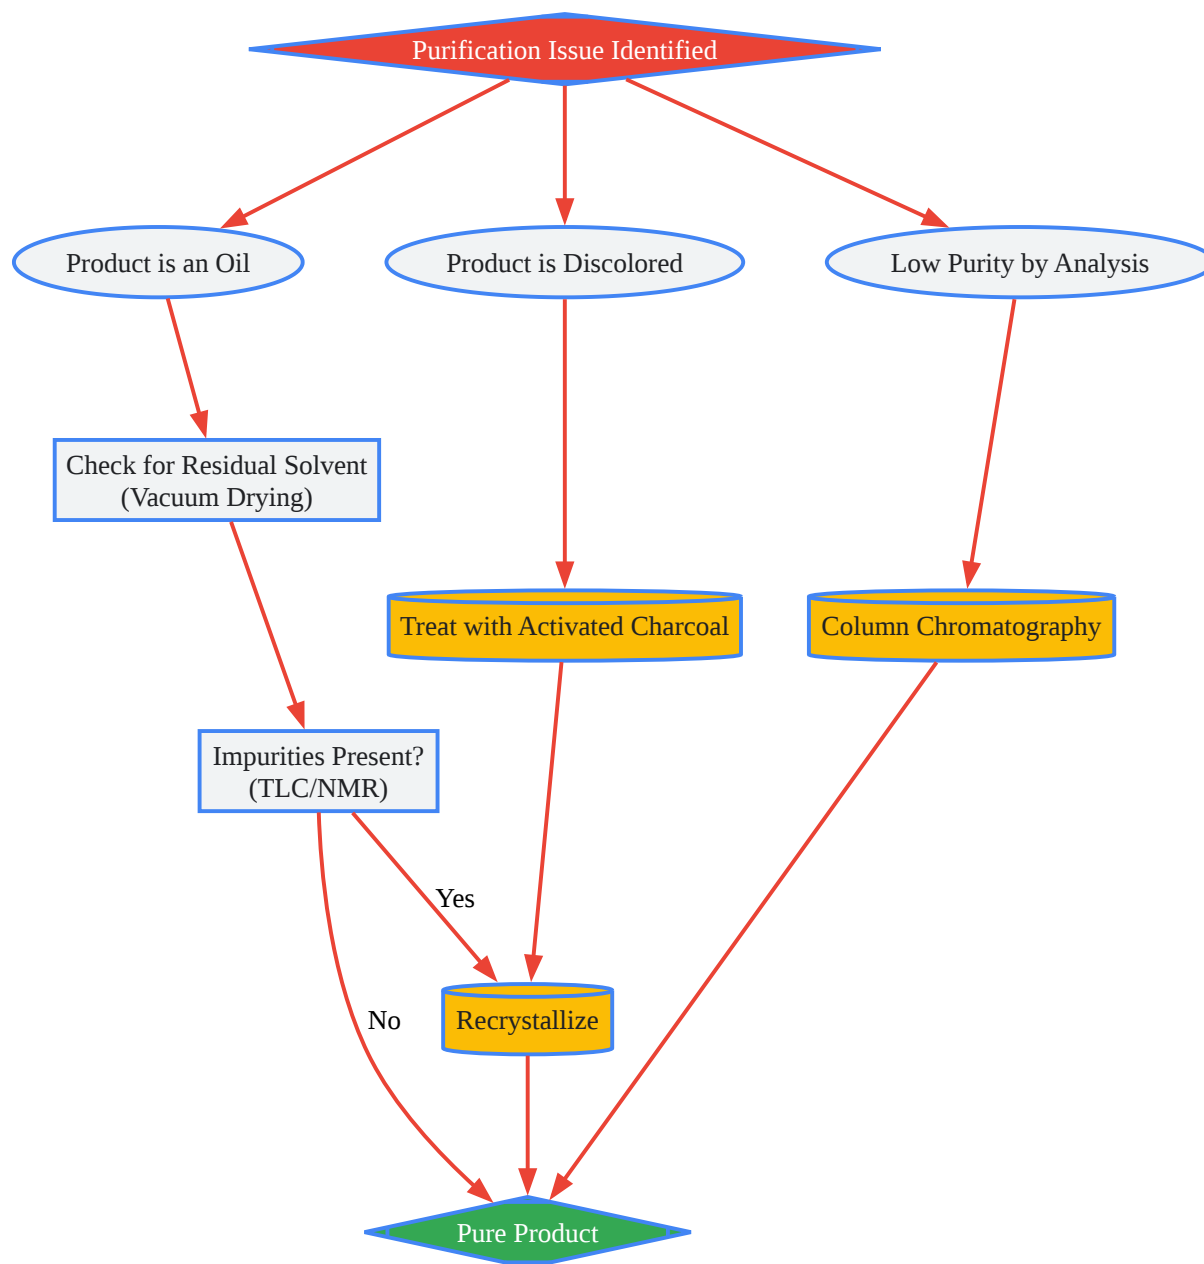 Purification Issue Identified
Product is an Oil
Product is Discolored
Low Purity by Analysis
Check for Residual Solvent
(Vacuum Drying)
Treat with Activated Charcoal
Column Chromatography
Impurities Present?
(TLC/NMR)
Yes
No
Recrystallize
Pure Product